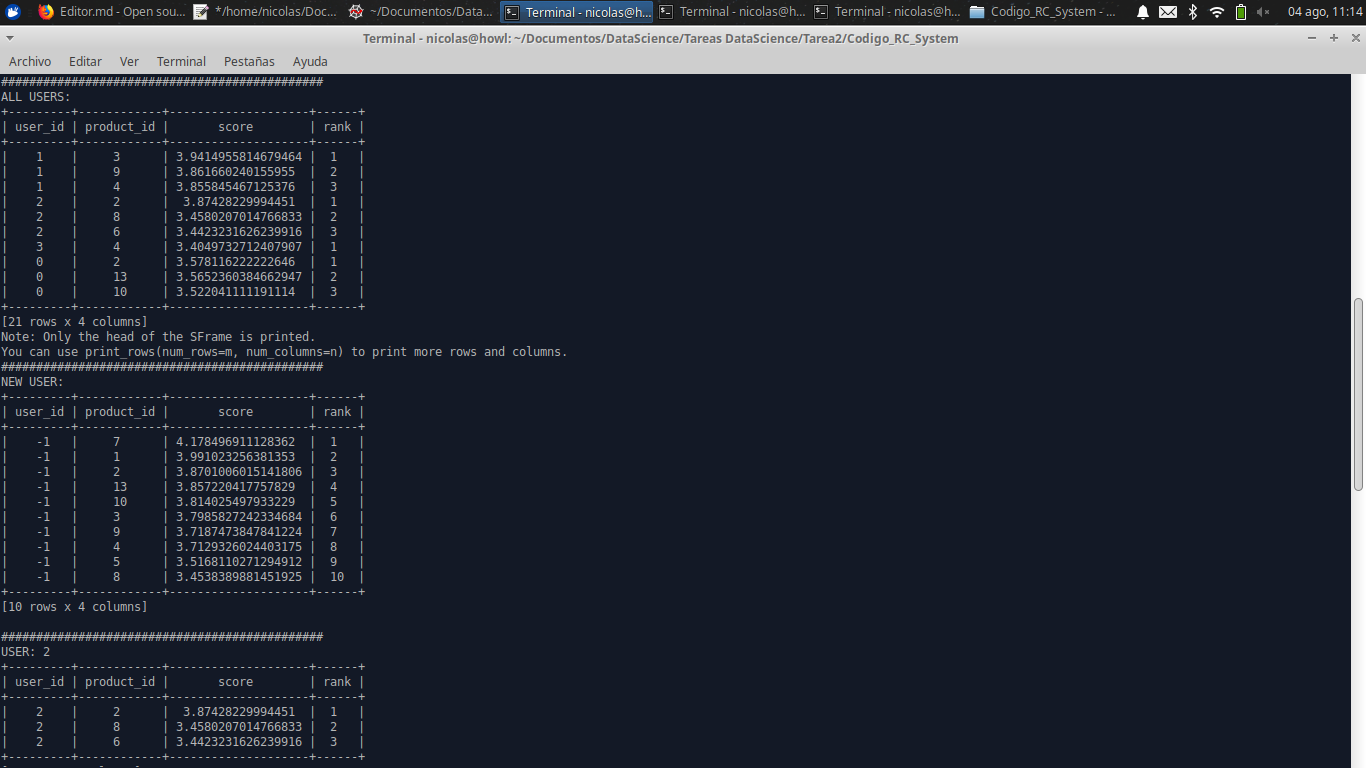 Editor.md - Open sou...
*/home/nicolas/Doc...
~/Documentos/Data...
Terminal - nicolas@h...
Terminal - nicolas@h...
Terminal - nicolas@h...
Codigo_RC_System - ...
04 ago, 11:14
Terminal - nicolas@howl: ~/Documentos/DataScience/Tareas DataScience/Tarea2/Codigo_RC_System
Archivo Editar Ver Terminal Pestañas Ayuda
##############################################
ALL USERS:
+---------+------------+--------------------+------+
| user_id | product_id |       score        | rank |
+---------+------------+--------------------+------+
|    1    |     3      | 3.9414955814679464 |  1   |
|    1    |     9      | 3.861660240155955  |  2   |
|    1    |     4      | 3.855845467125376  |  3   |
|    2    |     2      |  3.87428229994451  |  1   |
|    2    |     8      | 3.4580207014766833 |  2   |
|    2    |     6      | 3.4423231626239916 |  3   |
|    3    |     4      | 3.4049732712407907 |  1   |
|    0    |     2      | 3.578116222222646  |  1   |
|    0    |     13     | 3.5652360384662947 |  2   |
|    0    |     10     | 3.522041111191114  |  3   |
+---------+------------+--------------------+------+
[21 rows x 4 columns]
Note: Only the head of the SFrame is printed.
You can use print_rows(num_rows=m, num_columns=n) to print more rows and columns.
##############################################
NEW USER:
+---------+------------+--------------------+------+
| user_id | product_id |       score        | rank |
+---------+------------+--------------------+------+
|    -1   |     7      | 4.178496911128362  |  1   |
|    -1   |     1      | 3.991023256381353  |  2   |
|    -1   |     2      | 3.8701006015141806 |  3   |
|    -1   |     13     | 3.857220417757829  |  4   |
|    -1   |     10     | 3.814025497933229  |  5   |
|    -1   |     3      | 3.7985827242334684 |  6   |
|    -1   |     9      | 3.7187473847841224 |  7   |
|    -1   |     4      | 3.7129326024403175 |  8   |
|    -1   |     5      | 3.5168110271294912 |  9   |
|    -1   |     8      | 3.4538389881451925 |  10  |
+---------+------------+--------------------+------+
[10 rows x 4 columns]
##############################################
USER: 2
+---------+------------+--------------------+------+
| user_id | product_id |       score        | rank |
+---------+------------+--------------------+------+
|    2    |     2      |  3.87428229994451  |  1   |
|    2    |     8      | 3.4580207014766833 |  2   |
|    2    |     6      | 3.4423231626239916 |  3   |
+---------+------------+--------------------+------+